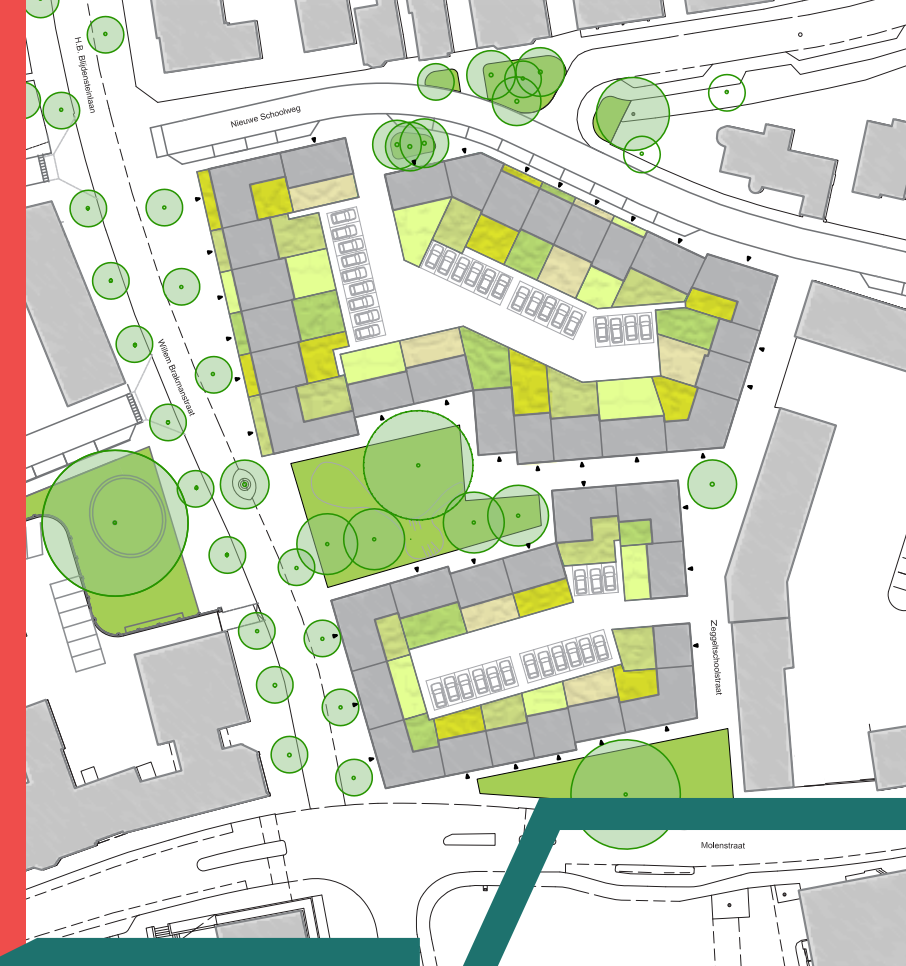 H.B. Blijdensteinlaan
Nieuwe Schoolweg
Willem Brakmanstraat
Zeggeltschoolstraat
Molenstraat